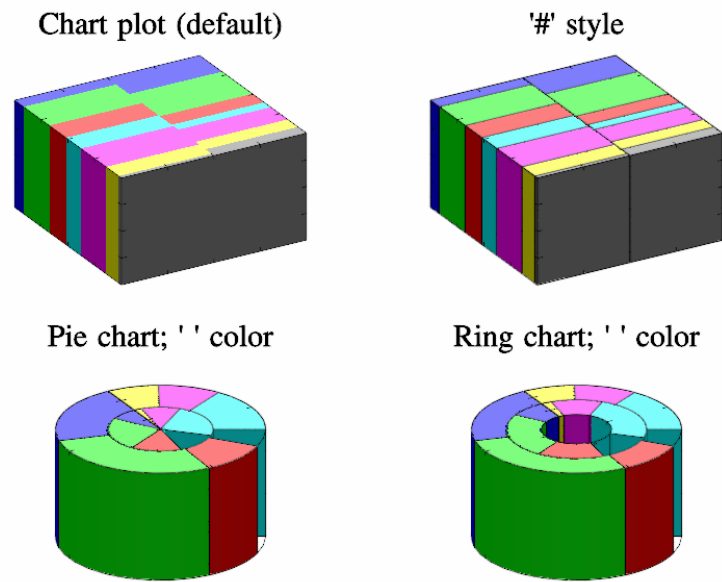 Chart plot (default)
'#' style
Pie chart; ' ' color
Ring chart; ' ' color